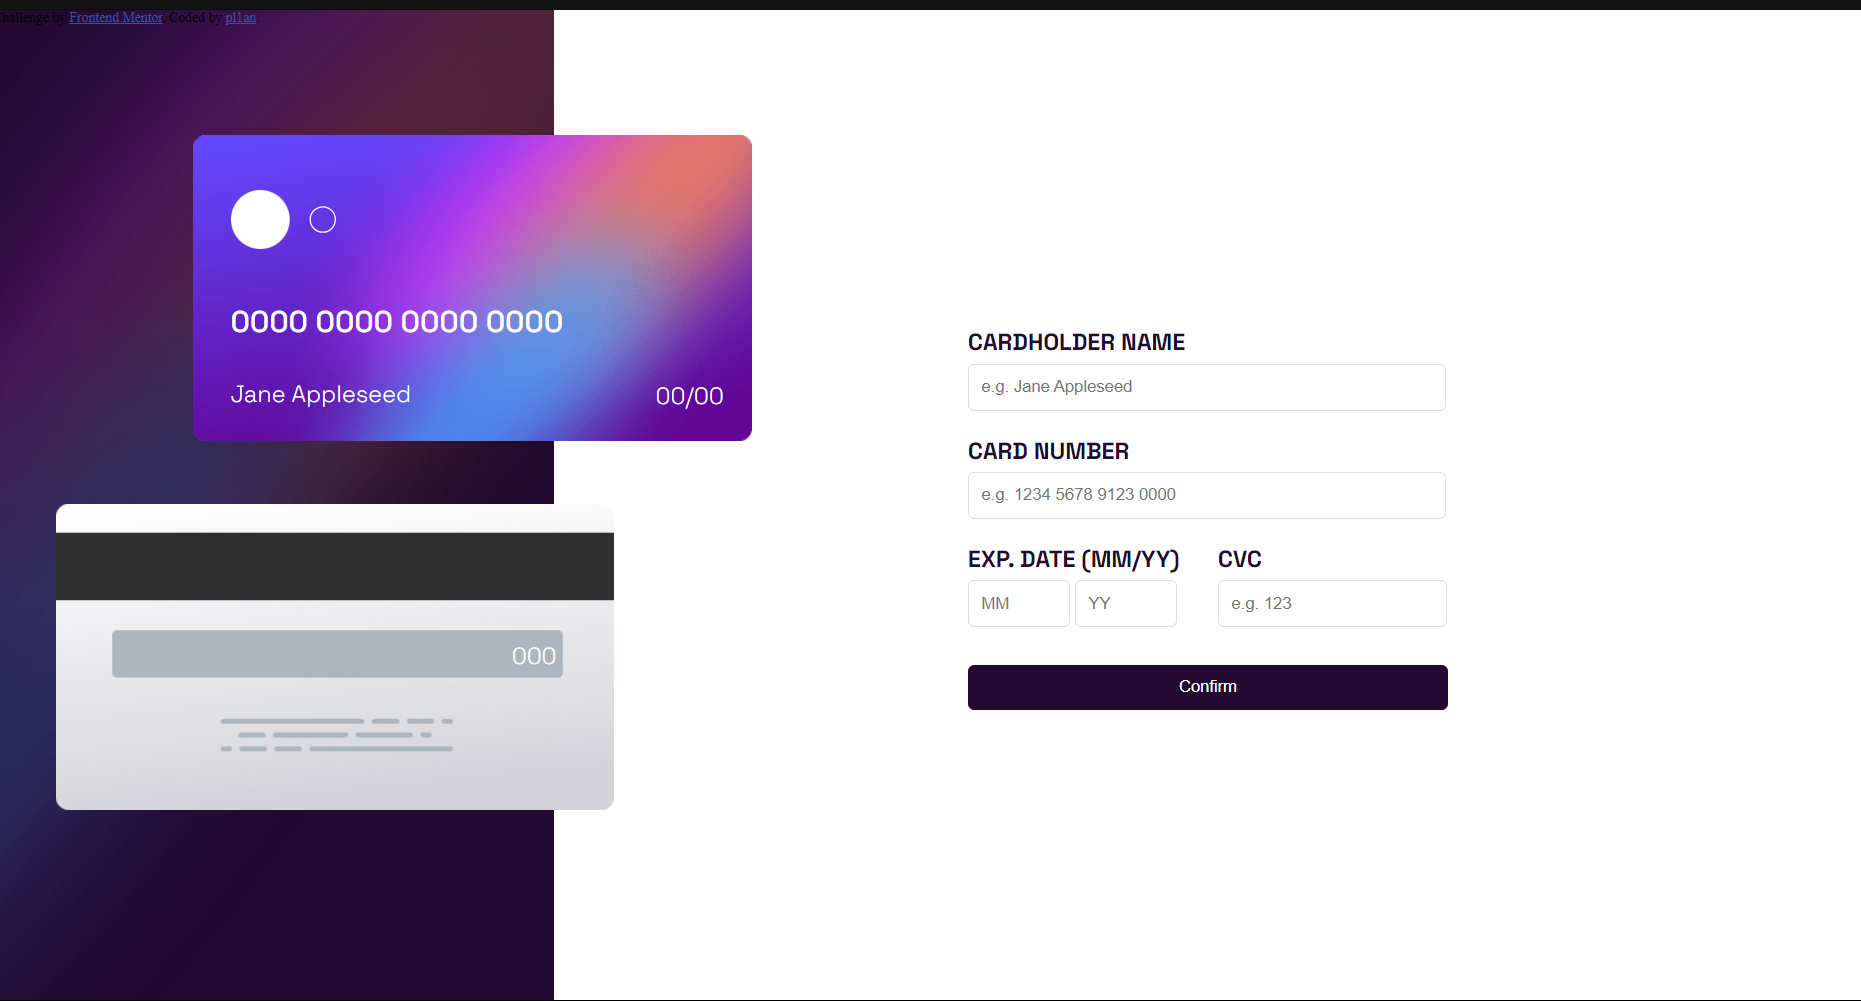 Challenge by Frontend Mentor. Coded by pl1an.
0000 0000 0000 0000
Jane Appleseed
00/00
000
CARDHOLDER NAME
e.g. Jane Appleseed
CARD NUMBER
e.g. 1234 5678 9123 0000
EXP. DATE (MM/YY)
CVC
MM
YY
e.g. 123
Confirm